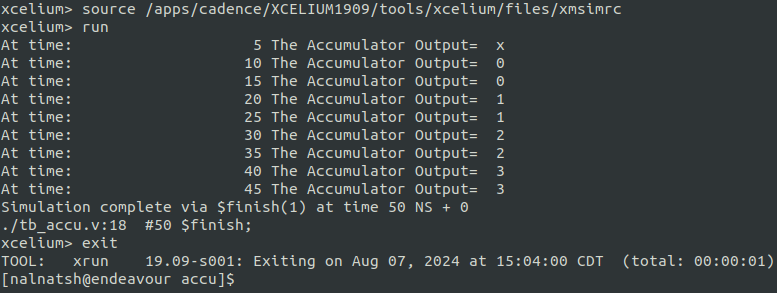 xcelium> source /apps/cadence/XCELIUM1909/tools/xcelium/files/xmsimrc
xcelium> run
At time:                    5 The Accumulator Output=  x
At time:                   10 The Accumulator Output=  0
At time:                   15 The Accumulator Output=  0
At time:                   20 The Accumulator Output=  1
At time:                   25 The Accumulator Output=  1
At time:                   30 The Accumulator Output=  2
At time:                   35 The Accumulator Output=  2
At time:                   40 The Accumulator Output=  3
At time:                   45 The Accumulator Output=  3
Simulation complete via $finish(1) at time 50 NS + 0
./tb_accu.v:18  #50 $finish;
xcelium> exit
TOOL:   xrun    19.09-s001: Exiting on Aug 07, 2024 at 15:04:00 CDT  (total: 00:00:01)
[nalnatsh@endeavour accu]$